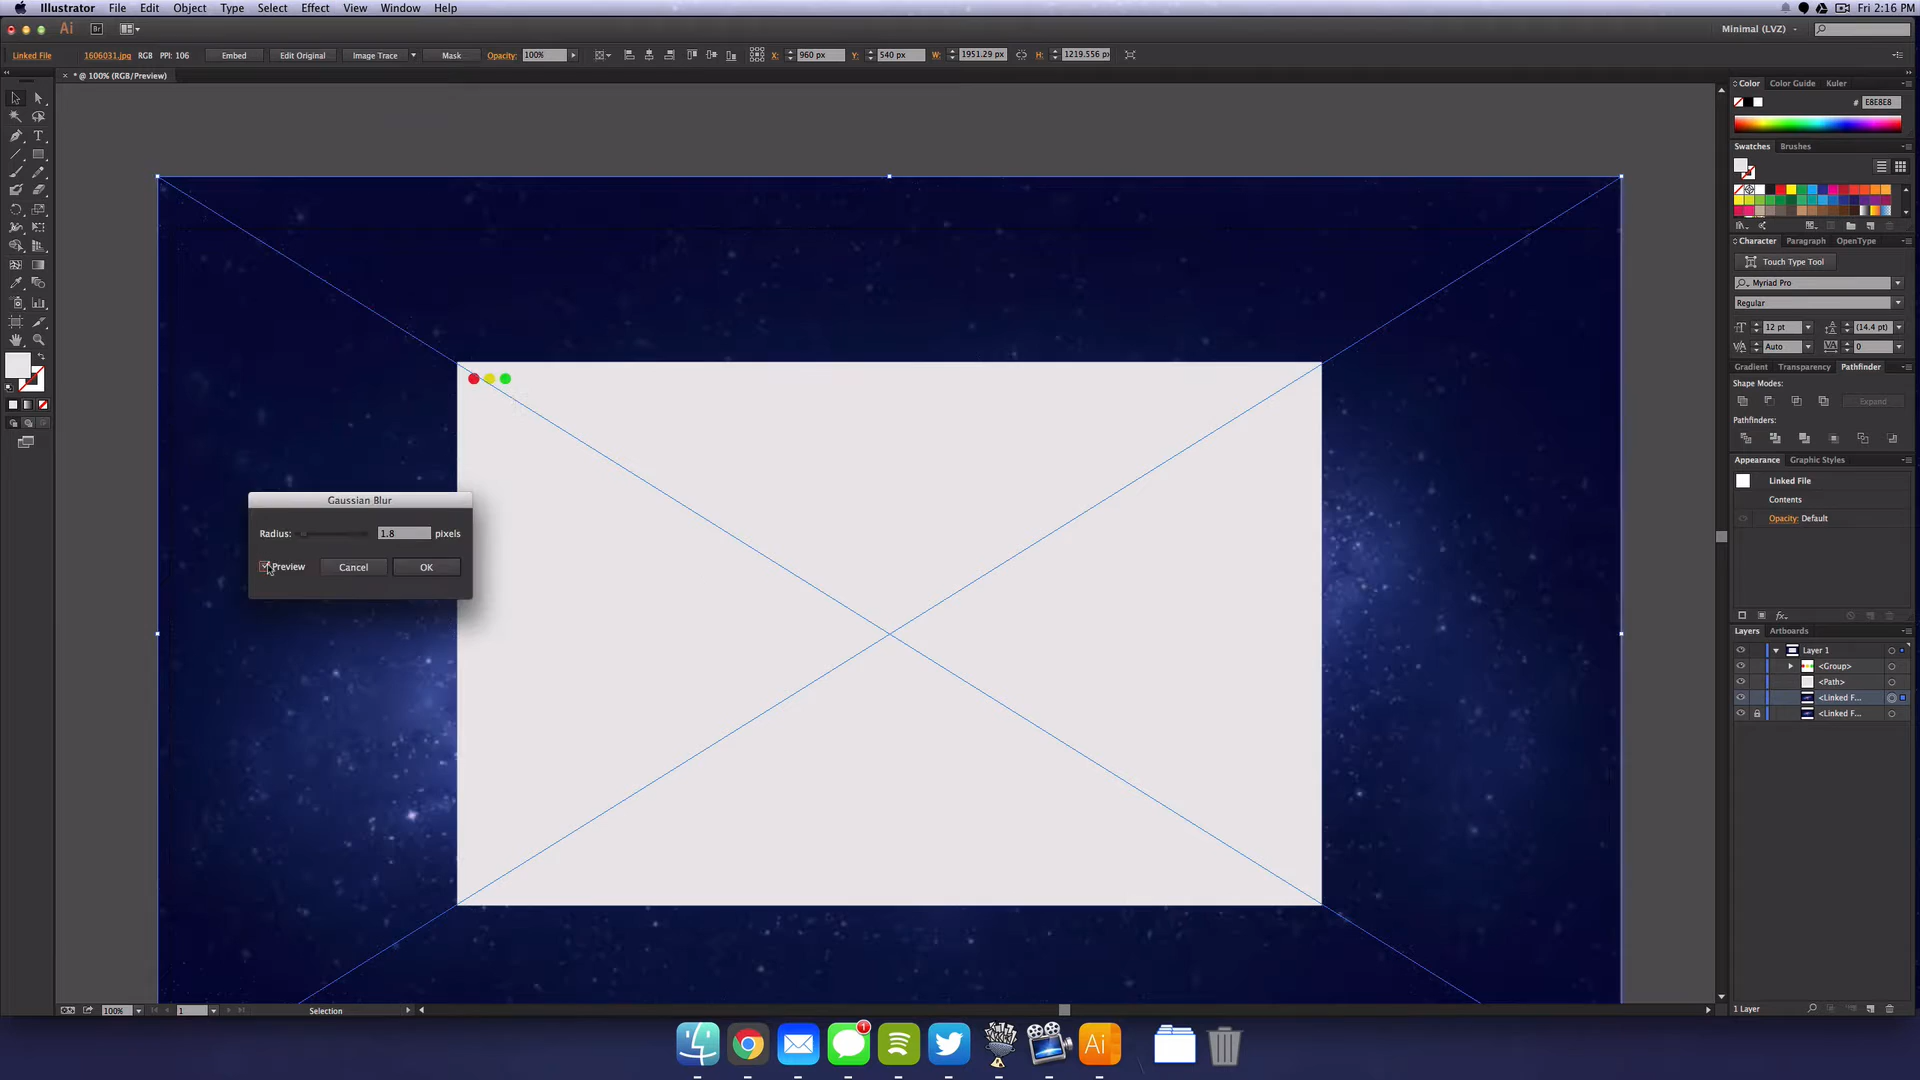 Illustrator File Edit Object Type Select Effect View Window Help
Fri 2:16 PM
Ai Br
Minimal (LVZ)
Linked File 1606031.jpg RGB PPI: 106 Embed Edit Original Image Trace Mask Opacity: 100% X: 960 px Y: 540 px W: 1951.29 px H: 1219.556 p
* @ 100% (RGB/Preview)
Color Color Guide Kuler
# E8E8E8
Swatches Brushes
Character Paragraph OpenType
Touch Type Tool
Myriad Pro
Regular
12 pt (14.4 pt)
Auto 0
Gradient Transparency Pathfinder
Shape Modes:
Expand
Pathfinders:
Appearance Graphic Styles
Linked File
Contents
Opacity: Default
fx
Layers Artboards
Layer 1
<Group>
<Path>
<Linked F...
<Linked F...
1 Layer
Gaussian Blur
Radius: 1.8 pixels
Preview Cancel OK
100% 1 Selection
1
Ai